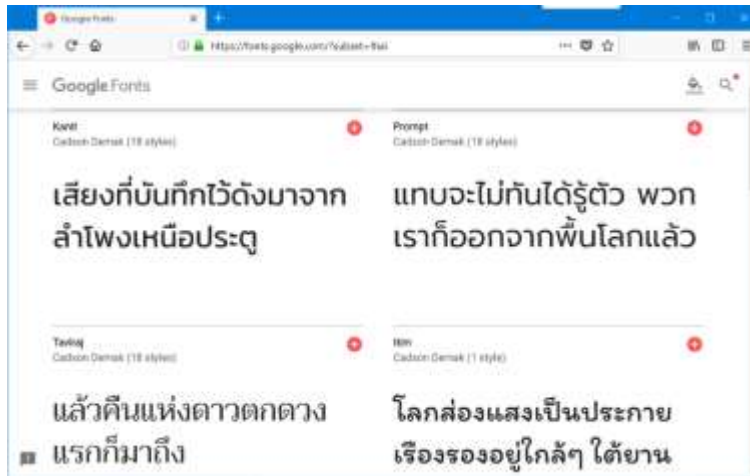 Google Fonts
https://fonts.google.com/?subset=thai
Google Fonts
Kanit
Cadson Demak (18 styles)
เสียงที่บันทึกไว้ดังมาจาก
ลำโพงเหนือประตู
Prompt
Cadson Demak (18 styles)
แทบจะไม่ทันได้รู้ตัว พวก
เราก็ออกจากพื้นโลกแล้ว
Taviraj
Cadson Demak (18 styles)
แล้วคืนแห่งดาวตกดวง
แรกก็มาถึง
Itim
Cadson Demak (1 style)
โลกส่องแสงเป็นประกาย
เรืองรองอยู่ใกล้ๆ ใต้ยาน